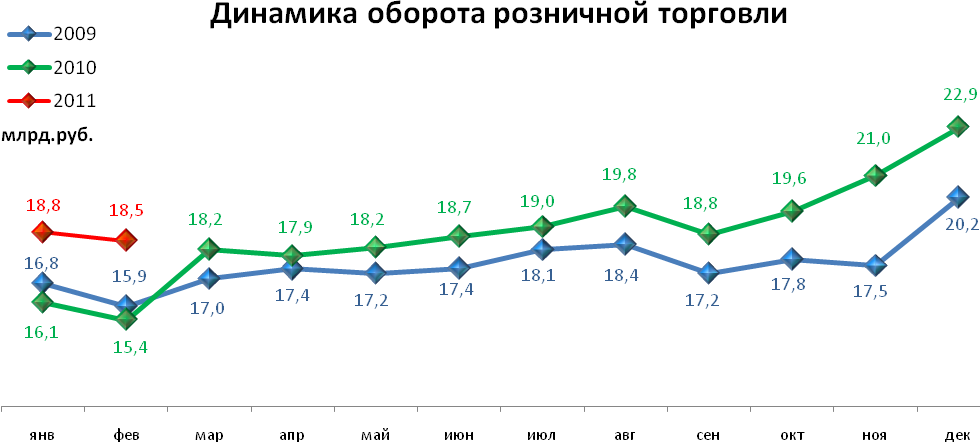 Динамика оборота розничной торговли
2009
2010
2011
млрд.руб.
22,9
21,0
19,8
19,6
18,8 18,5 18,2 17,9 18,2 18,7 19,0 18,8
16,8 15,9 20,2
16,1 15,4 17,0 17,4 17,2 17,4 18,1 18,4 17,2 17,8 17,5
янв фев мар апр май июн июл авг сен окт ноя дек